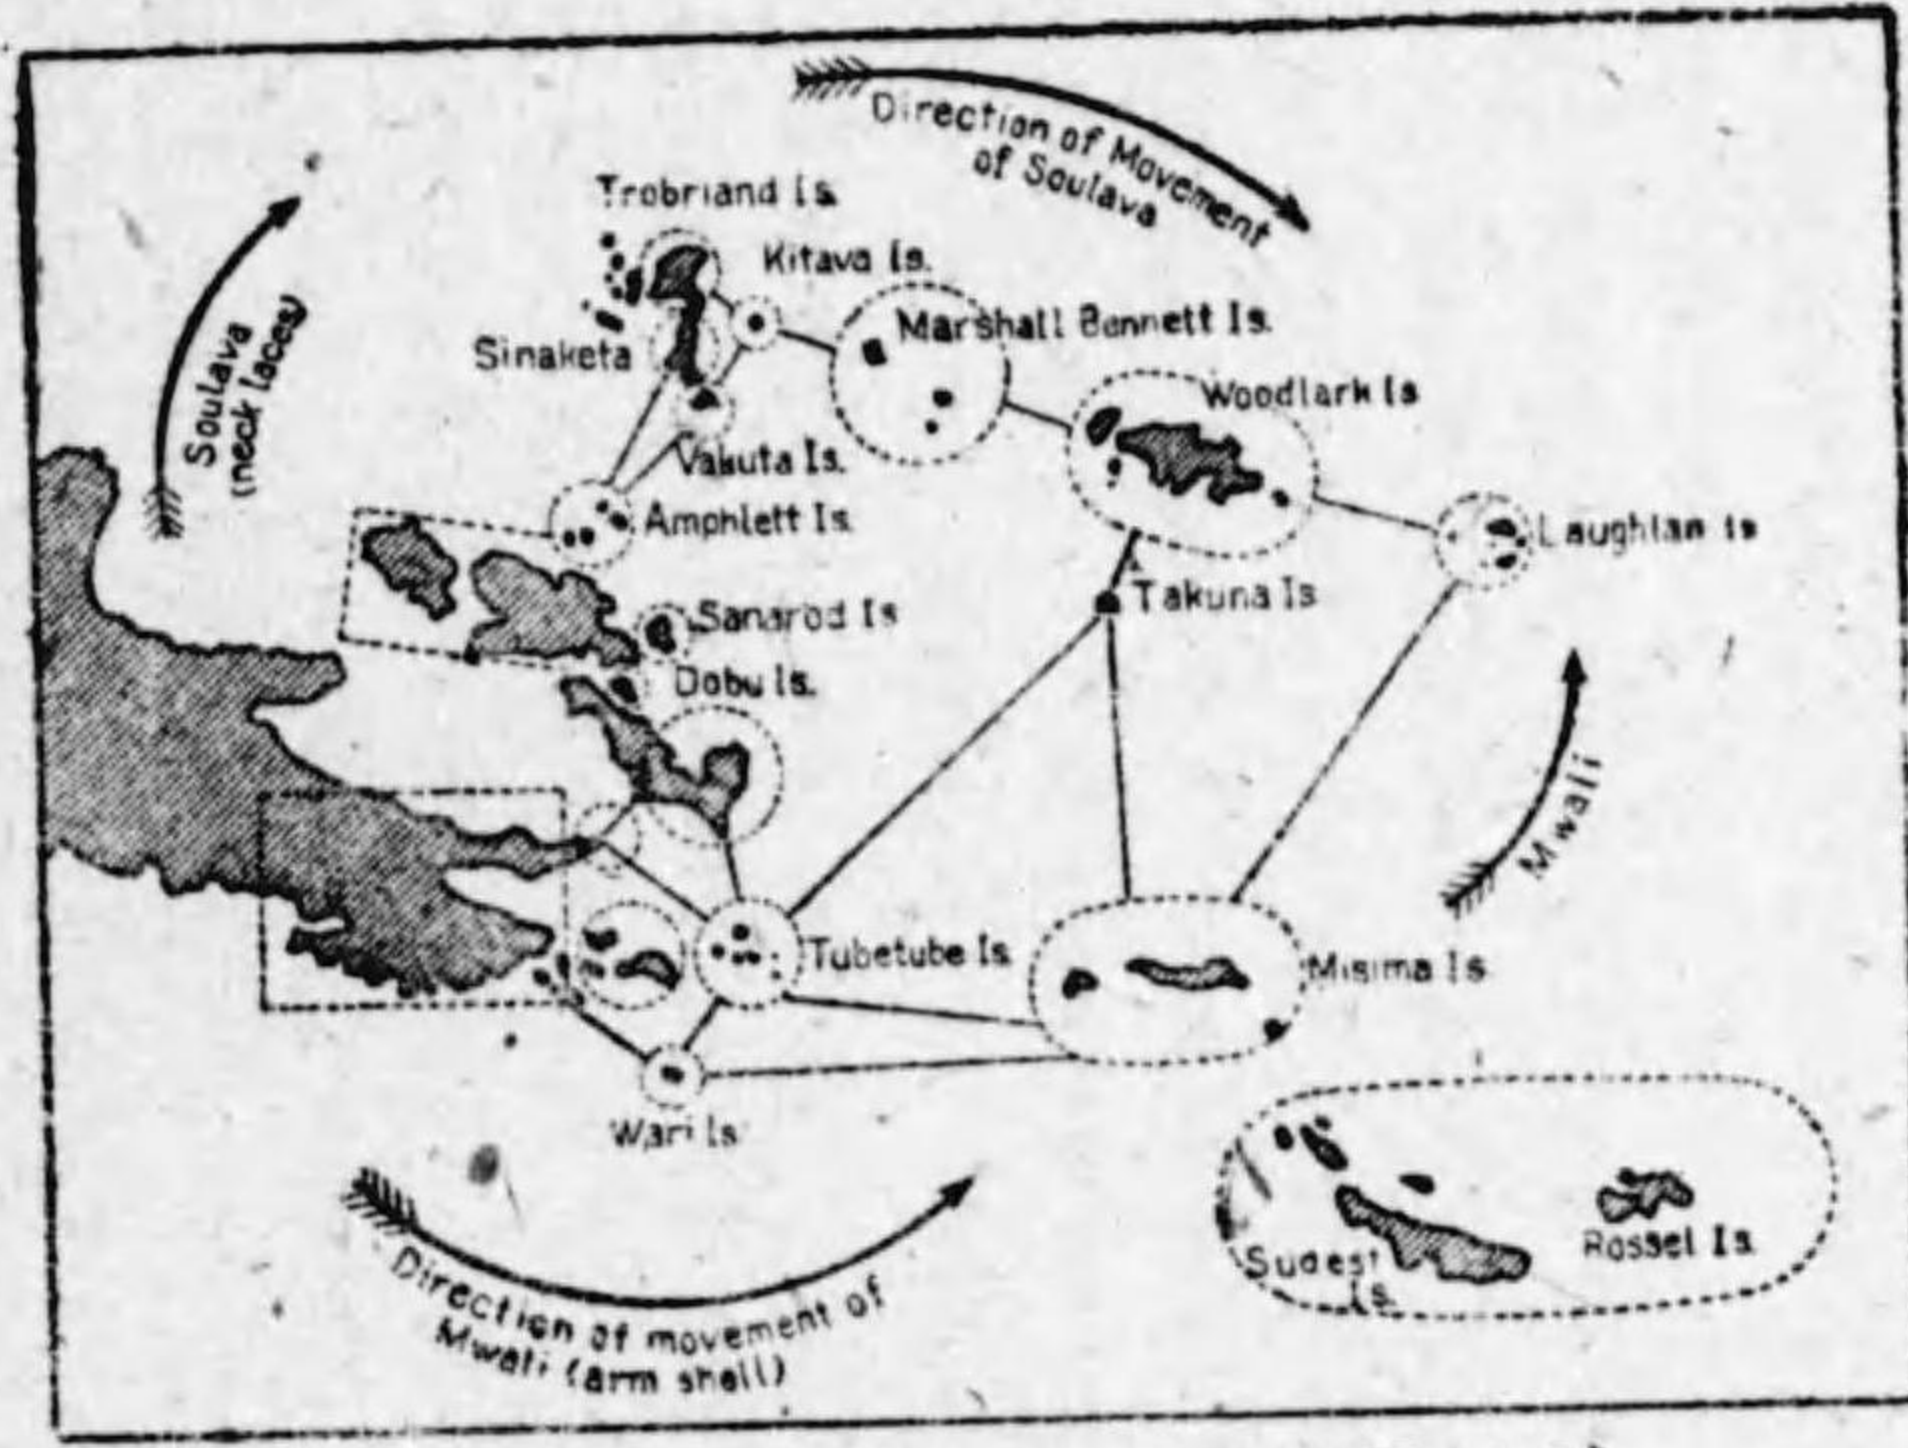 Direction of Movement
of Soulava
Trobriand Is.
Kitava Is.
Soulava
(neck laces)
Sinaketa
Marshall Bennett Is.
Woodlark Is
Vakuta Is.
Amphlett Is
Laughlan Is
Takuna Is
Sanarod Is
Dobu Is.
Mwali
Tubetube Is
Misima Is
Wari Is
Sudest
Is.
Rossel Is
Direction of movement of
Mwali (arm shell)